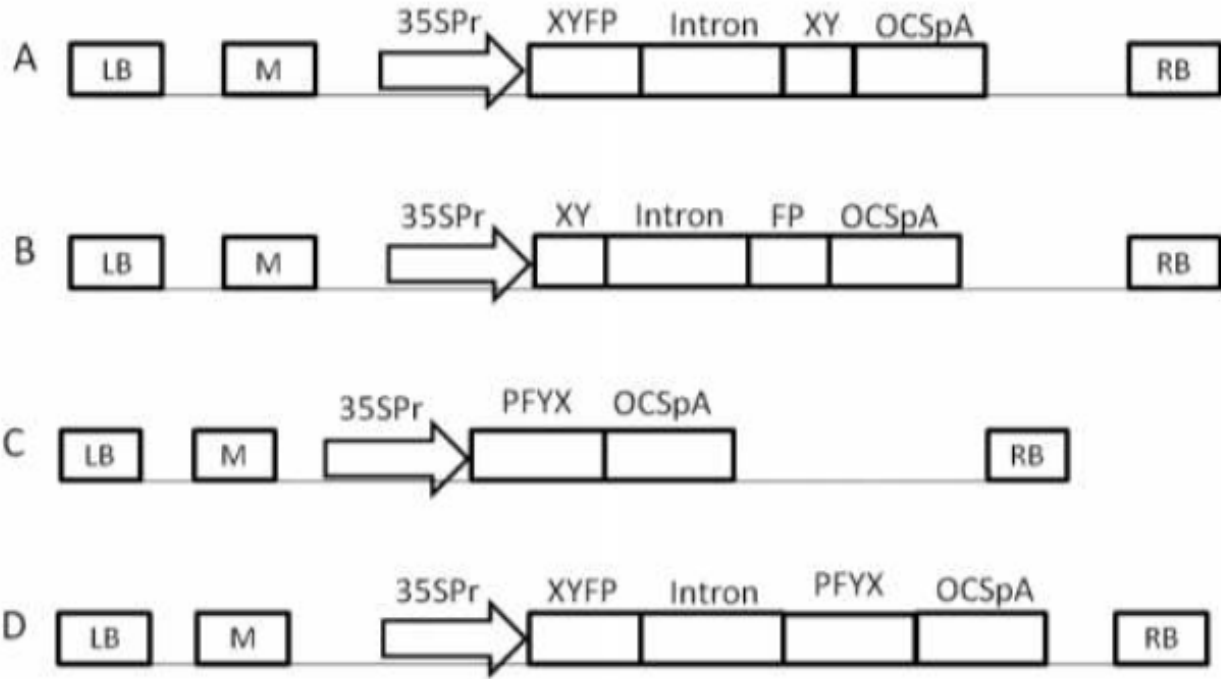 35SPr XYFP Intron XY OCSpA
A LB M RB
35SPr XY Intron FP OCSpA
B LB M RB
35SPr PFYX OCSpA
C LB M RB
35SPr XYFP Intron PFYX OCSpA
D LB M RB